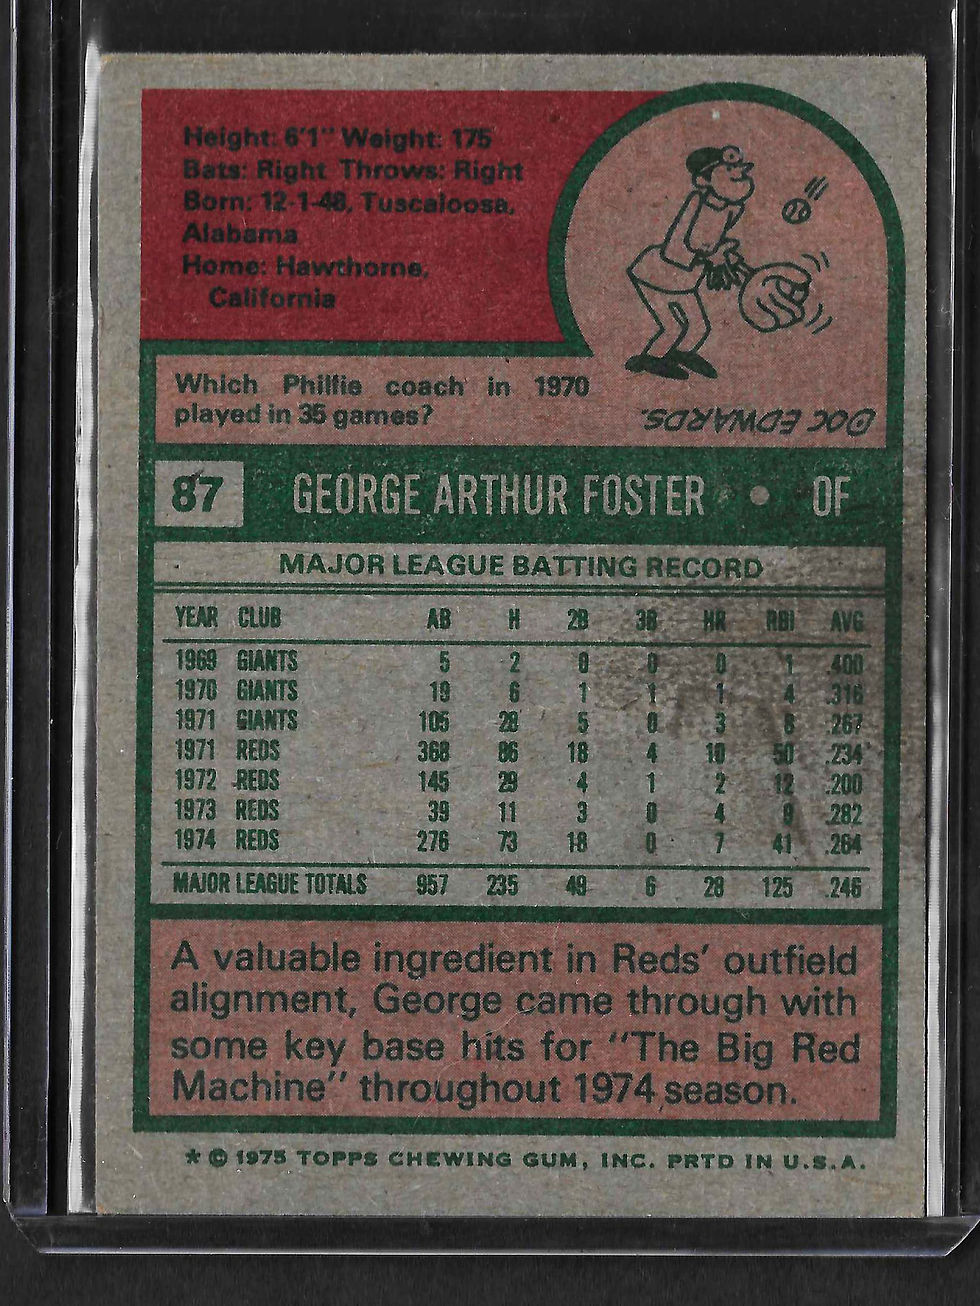 Height: 6'1" Weight: 175
Bats: Right Throws: Right
Born: 12-1-48, Tuscaloosa,
Alabama
Home: Hawthorne,
California
Which Phillie coach in 1970
played in 35 games?
DOC EDWARDS.
87 GEORGE ARTHUR FOSTER • OF
MAJOR LEAGUE BATTING RECORD
YEAR CLUB AB H 2B 3B HR RBI AVG
1969 GIANTS 5 2 0 0 0 1 .400
1970 GIANTS 19 6 1 1 1 4 .316
1971 GIANTS 105 28 5 0 3 8 .267
1971 REDS 368 86 18 4 10 50 .234
1972 REDS 145 29 4 1 2 12 .200
1973 REDS 39 11 3 0 4 9 .282
1974 REDS 276 73 18 0 7 41 .264
MAJOR LEAGUE TOTALS 957 235 49 6 28 125 .246
A valuable ingredient in Reds' outfield
alignment, George came through with
some key base hits for "The Big Red
Machine" throughout 1974 season.
* © 1975 TOPPS CHEWING GUM, INC. PRTD IN U.S.A.